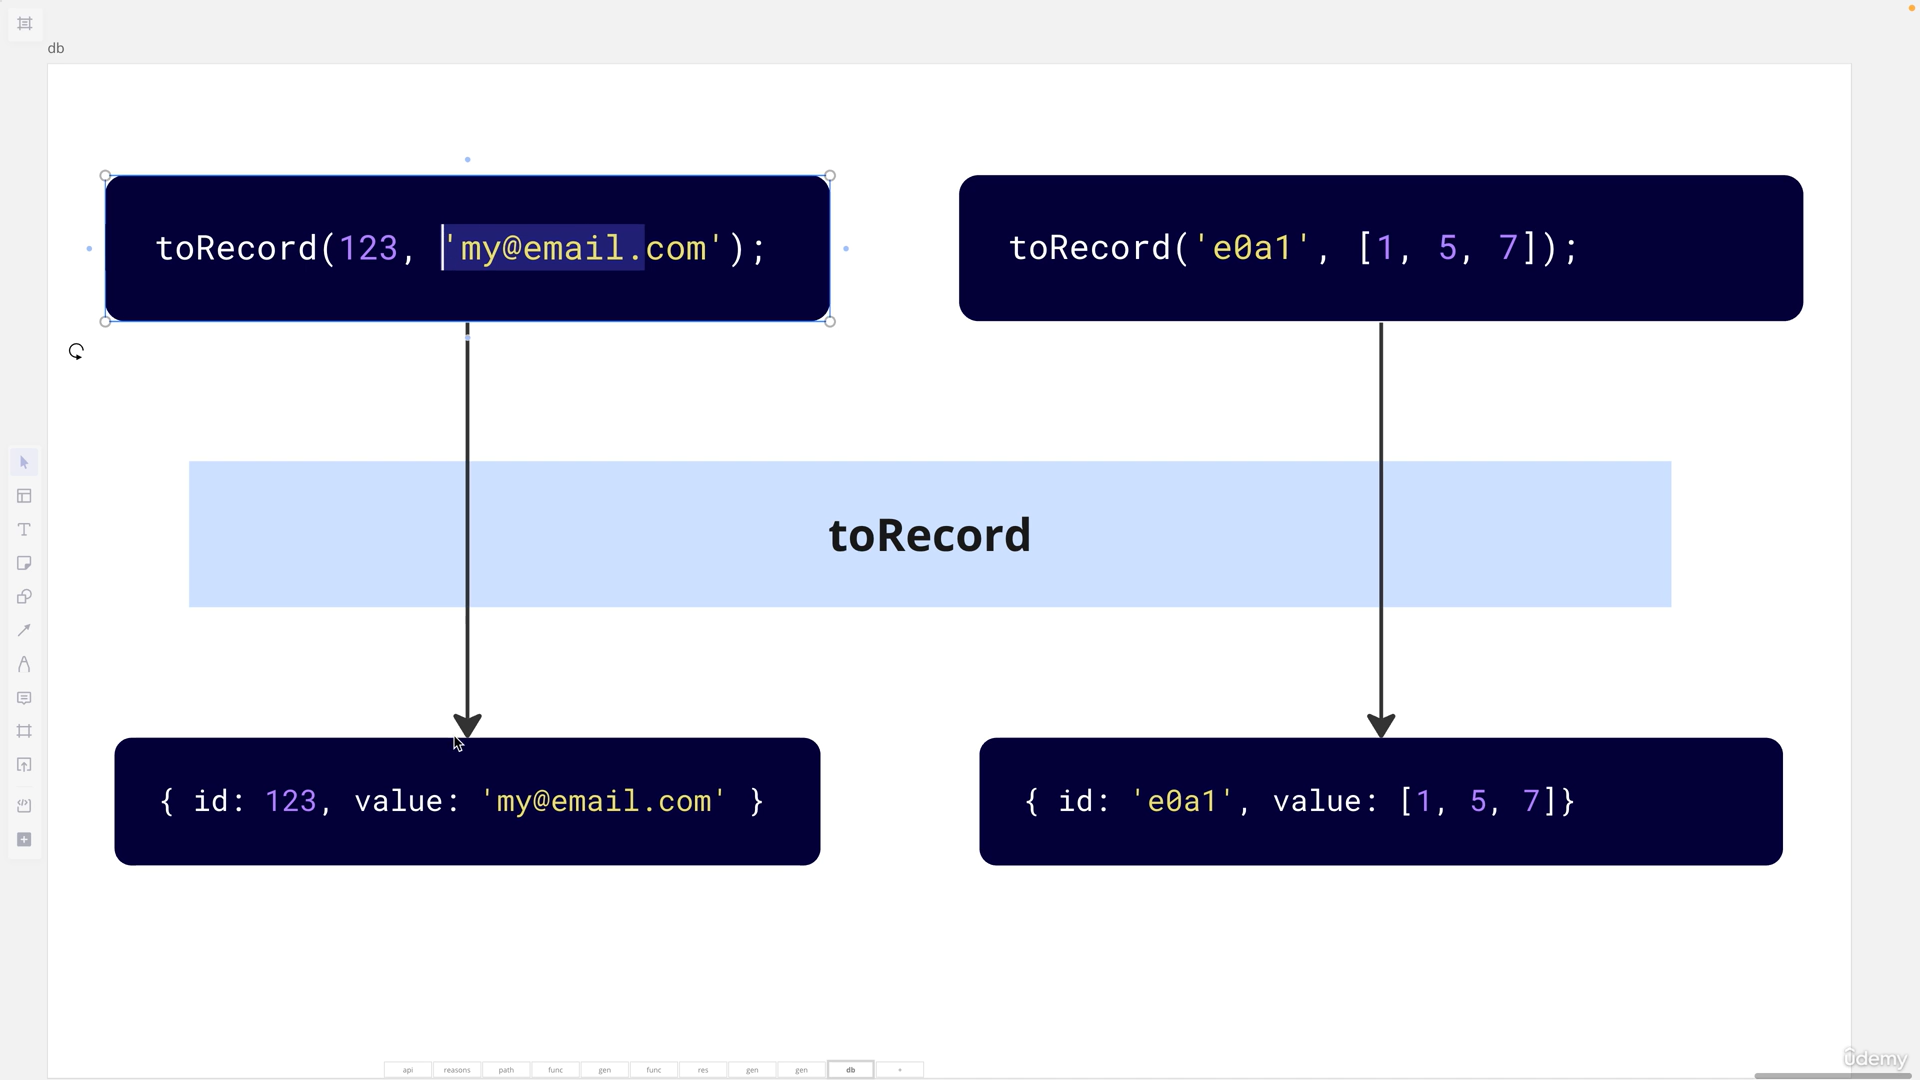 db
toRecord(123, 'my@email.com');
toRecord('e0a1', [1, 5, 7]);
toRecord
{ id: 123, value: 'my@email.com' }
{ id: 'e0a1', value: [1, 5, 7]}
api reasons path func gen func res gen gen db +
ûdemy